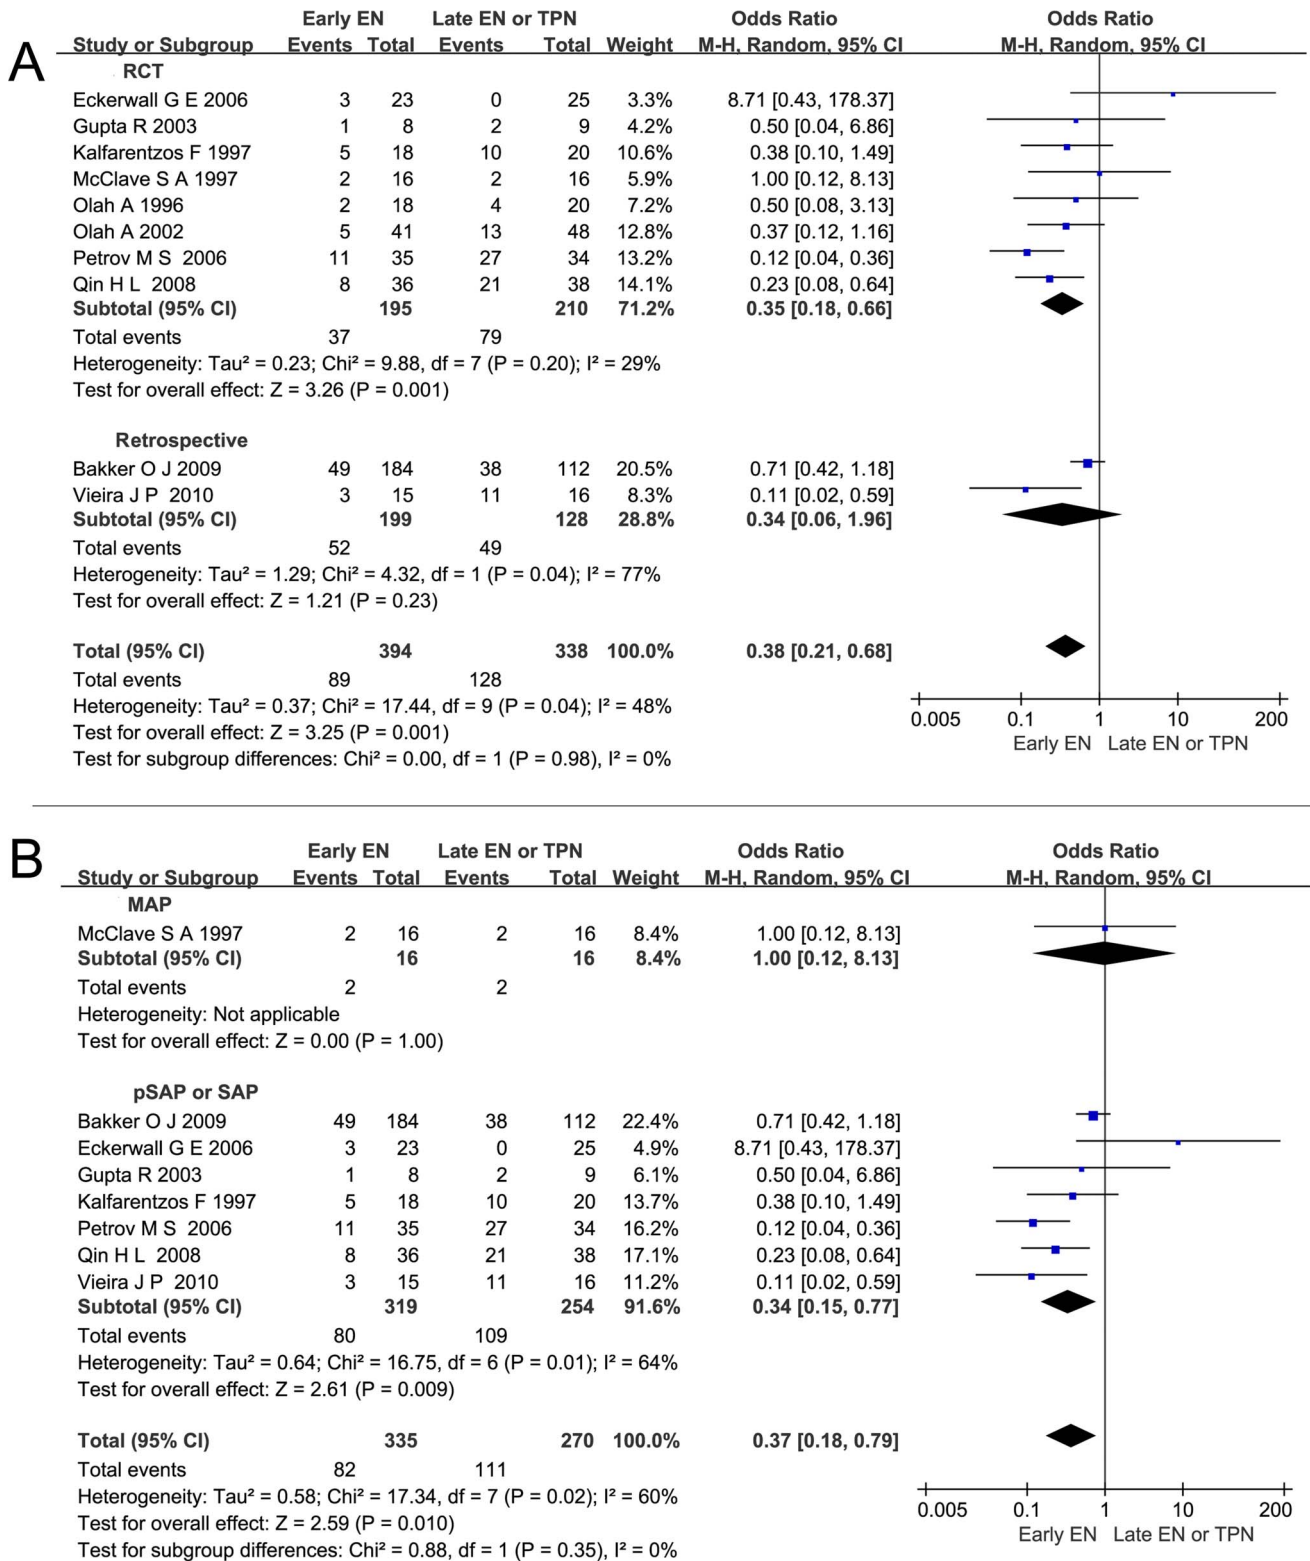 A
Early EN Late EN or TPN Odds Ratio Odds Ratio
Study or Subgroup Events Total Events Total Weight M-H, Random, 95% CI M-H, Random, 95% CI
RCT
Eckerwall G E 2006 3 23 0 25 3.3% 8.71 [0.43, 178.37]
Gupta R 2003 1 8 2 9 4.2% 0.50 [0.04, 6.86]
Kalfarentzos F 1997 5 18 10 20 10.6% 0.38 [0.10, 1.49]
McClave S A 1997 2 16 2 16 5.9% 1.00 [0.12, 8.13]
Olah A 1996 2 18 4 20 7.2% 0.50 [0.08, 3.13]
Olah A 2002 5 41 13 48 12.8% 0.37 [0.12, 1.16]
Petrov M S 2006 11 35 27 34 13.2% 0.12 [0.04, 0.36]
Qin H L 2008 8 36 21 38 14.1% 0.23 [0.08, 0.64]
Subtotal (95% CI) 195 210 71.2% 0.35 [0.18, 0.66]
Total events 37 79
Heterogeneity: Tau² = 0.23; Chi² = 9.88, df = 7 (P = 0.20); I² = 29%
Test for overall effect: Z = 3.26 (P = 0.001)
Retrospective
Bakker O J 2009 49 184 38 112 20.5% 0.71 [0.42, 1.18]
Vieira J P 2010 3 15 11 16 8.3% 0.11 [0.02, 0.59]
Subtotal (95% CI) 199 128 28.8% 0.34 [0.06, 1.96]
Total events 52 49
Heterogeneity: Tau² = 1.29; Chi² = 4.32, df = 1 (P = 0.04); I² = 77%
Test for overall effect: Z = 1.21 (P = 0.23)
Total (95% CI) 394 338 100.0% 0.38 [0.21, 0.68]
Total events 89 128
Heterogeneity: Tau² = 0.37; Chi² = 17.44, df = 9 (P = 0.04); I² = 48%
Test for overall effect: Z = 3.25 (P = 0.001)
Test for subgroup differences: Chi² = 0.00, df = 1 (P = 0.98), I² = 0%
0.005 0.1 1 10 200
Early EN Late EN or TPN
B
Early EN Late EN or TPN Odds Ratio Odds Ratio
Study or Subgroup Events Total Events Total Weight M-H, Random, 95% CI M-H, Random, 95% CI
MAP
McClave S A 1997 2 16 2 16 8.4% 1.00 [0.12, 8.13]
Subtotal (95% CI) 16 16 8.4% 1.00 [0.12, 8.13]
Total events 2 2
Heterogeneity: Not applicable
Test for overall effect: Z = 0.00 (P = 1.00)
pSAP or SAP
Bakker O J 2009 49 184 38 112 22.4% 0.71 [0.42, 1.18]
Eckerwall G E 2006 3 23 0 25 4.9% 8.71 [0.43, 178.37]
Gupta R 2003 1 8 2 9 6.1% 0.50 [0.04, 6.86]
Kalfarentzos F 1997 5 18 10 20 13.7% 0.38 [0.10, 1.49]
Petrov M S 2006 11 35 27 34 16.2% 0.12 [0.04, 0.36]
Qin H L 2008 8 36 21 38 17.1% 0.23 [0.08, 0.64]
Vieira J P 2010 3 15 11 16 11.2% 0.11 [0.02, 0.59]
Subtotal (95% CI) 319 254 91.6% 0.34 [0.15, 0.77]
Total events 80 109
Heterogeneity: Tau² = 0.64; Chi² = 16.75, df = 6 (P = 0.01); I² = 64%
Test for overall effect: Z = 2.61 (P = 0.009)
Total (95% CI) 335 270 100.0% 0.37 [0.18, 0.79]
Total events 82 111
Heterogeneity: Tau² = 0.58; Chi² = 17.34, df = 7 (P = 0.02); I² = 60%
Test for overall effect: Z = 2.59 (P = 0.010)
Test for subgroup differences: Chi² = 0.88, df = 1 (P = 0.35), I² = 0%
0.005 0.1 1 10 200
Early EN Late EN or TPN